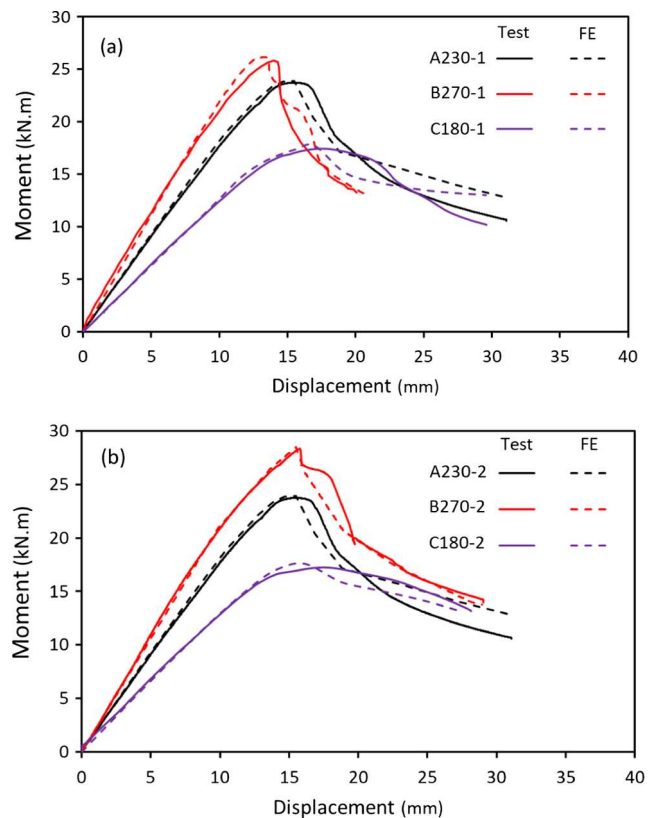 (a)
Test FE
A230-1
B270-1
C180-1
Moment (kN.m)
30
25
20
15
10
5
0
0 5 10 15 20 25 30 35 40
Displacement (mm)
(b)
Test FE
A230-2
B270-2
C180-2
Moment (kN.m)
30
25
20
15
10
5
0
0 5 10 15 20 25 30 35 40
Displacement (mm)